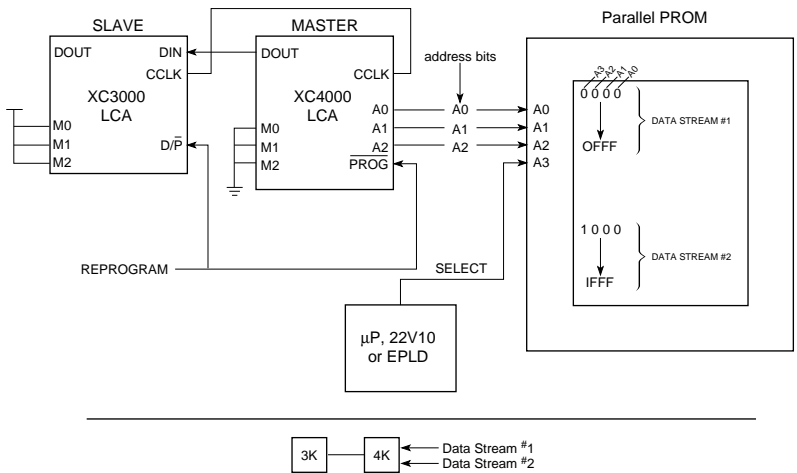 Parallel PROM
SLAVE
MASTER
DOUT
DIN
CCLK
XC3000
LCA
M0
M1
M2
D/P̅
DOUT
CCLK
XC4000
LCA
A0
A1
A2
P̅R̅O̅G̅
M0
M1
M2
address bits
A0
A1
A2
A0
A1
A2
A3
A3 A2 A1 A0
0 0 0 0
OFFF
DATA STREAM #1
1 0 0 0
IFFF
DATA STREAM #2
REPROGRAM
SELECT
µP, 22V10
or EPLD
3K
4K
Data Stream #1
Data Stream #2